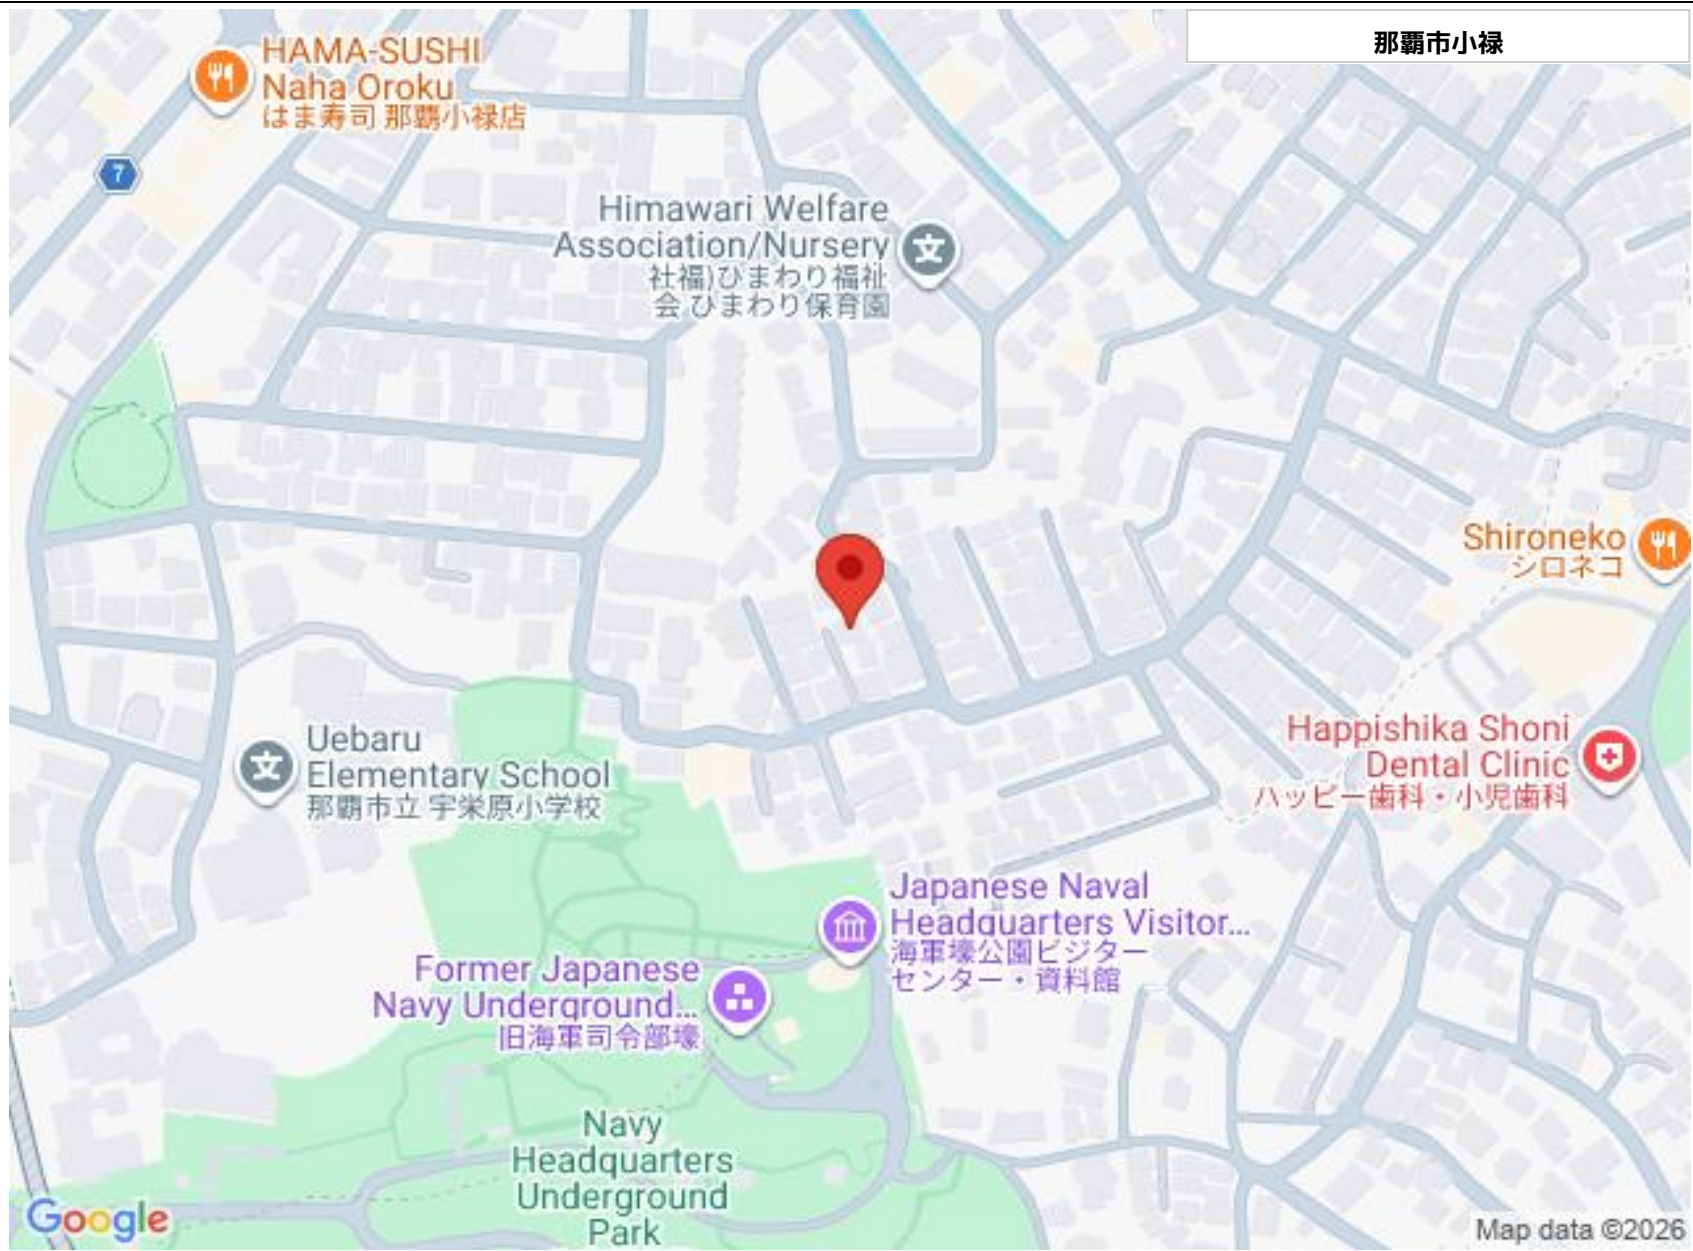 那覇市小禄
HAMA-SUSHI
Naha Oroku
はま寿司 那覇小禄店
7
Himawari Welfare
Association/Nursery
社福)ひまわり福祉
会 ひまわり保育園
Shironeko
シロネコ
Uebaru
Elementary School
那覇市立 宇栄原小学校
Happishika Shoni
Dental Clinic
ハッピー歯科・小児歯科
Japanese Naval
Headquarters Visitor...
海軍壕公園ビジター
センター・資料館
Former Japanese
Navy Underground...
旧海軍司令部壕
Navy
Headquarters
Underground
Park
Google
Map data ©2026